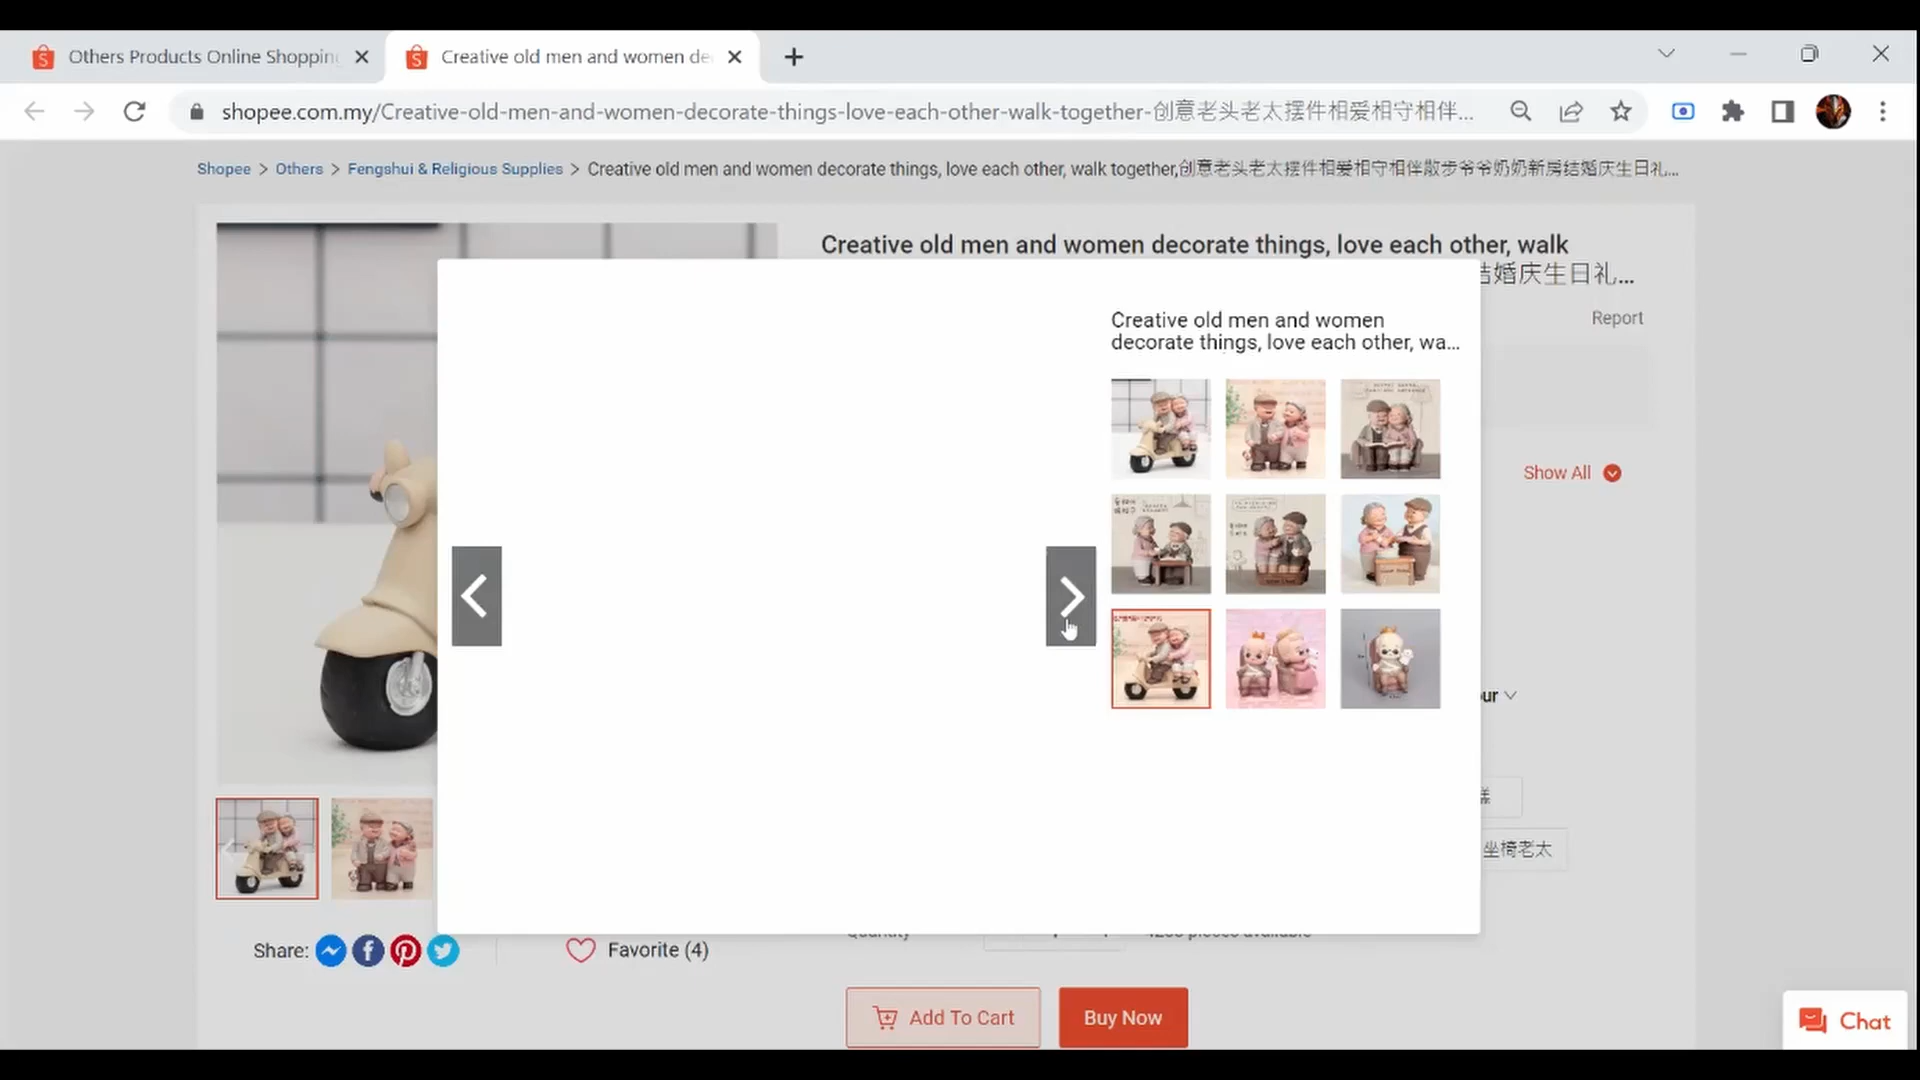 Others Products Online Shopping
Creative old men and women de
shopee.com.my/Creative-old-men-and-women-decorate-things-love-each-other-walk-together-创意老头老太摆件相爱相守相伴...
Shopee > Others > Fengshui & Religious Supplies > Creative old men and women decorate things, love each other, walk together,创意老头老太摆件相爱相守相伴散步爷爷奶奶新房结婚庆生日礼...
Creative old men and women decorate things, love each other, walk
结婚庆生日礼...
Report
Creative old men and women
decorate things, love each other, wa...
Show All
our
糕
坐椅老太
Share:
Favorite (4)
Quantity
pieces available
Add To Cart
Buy Now
Chat